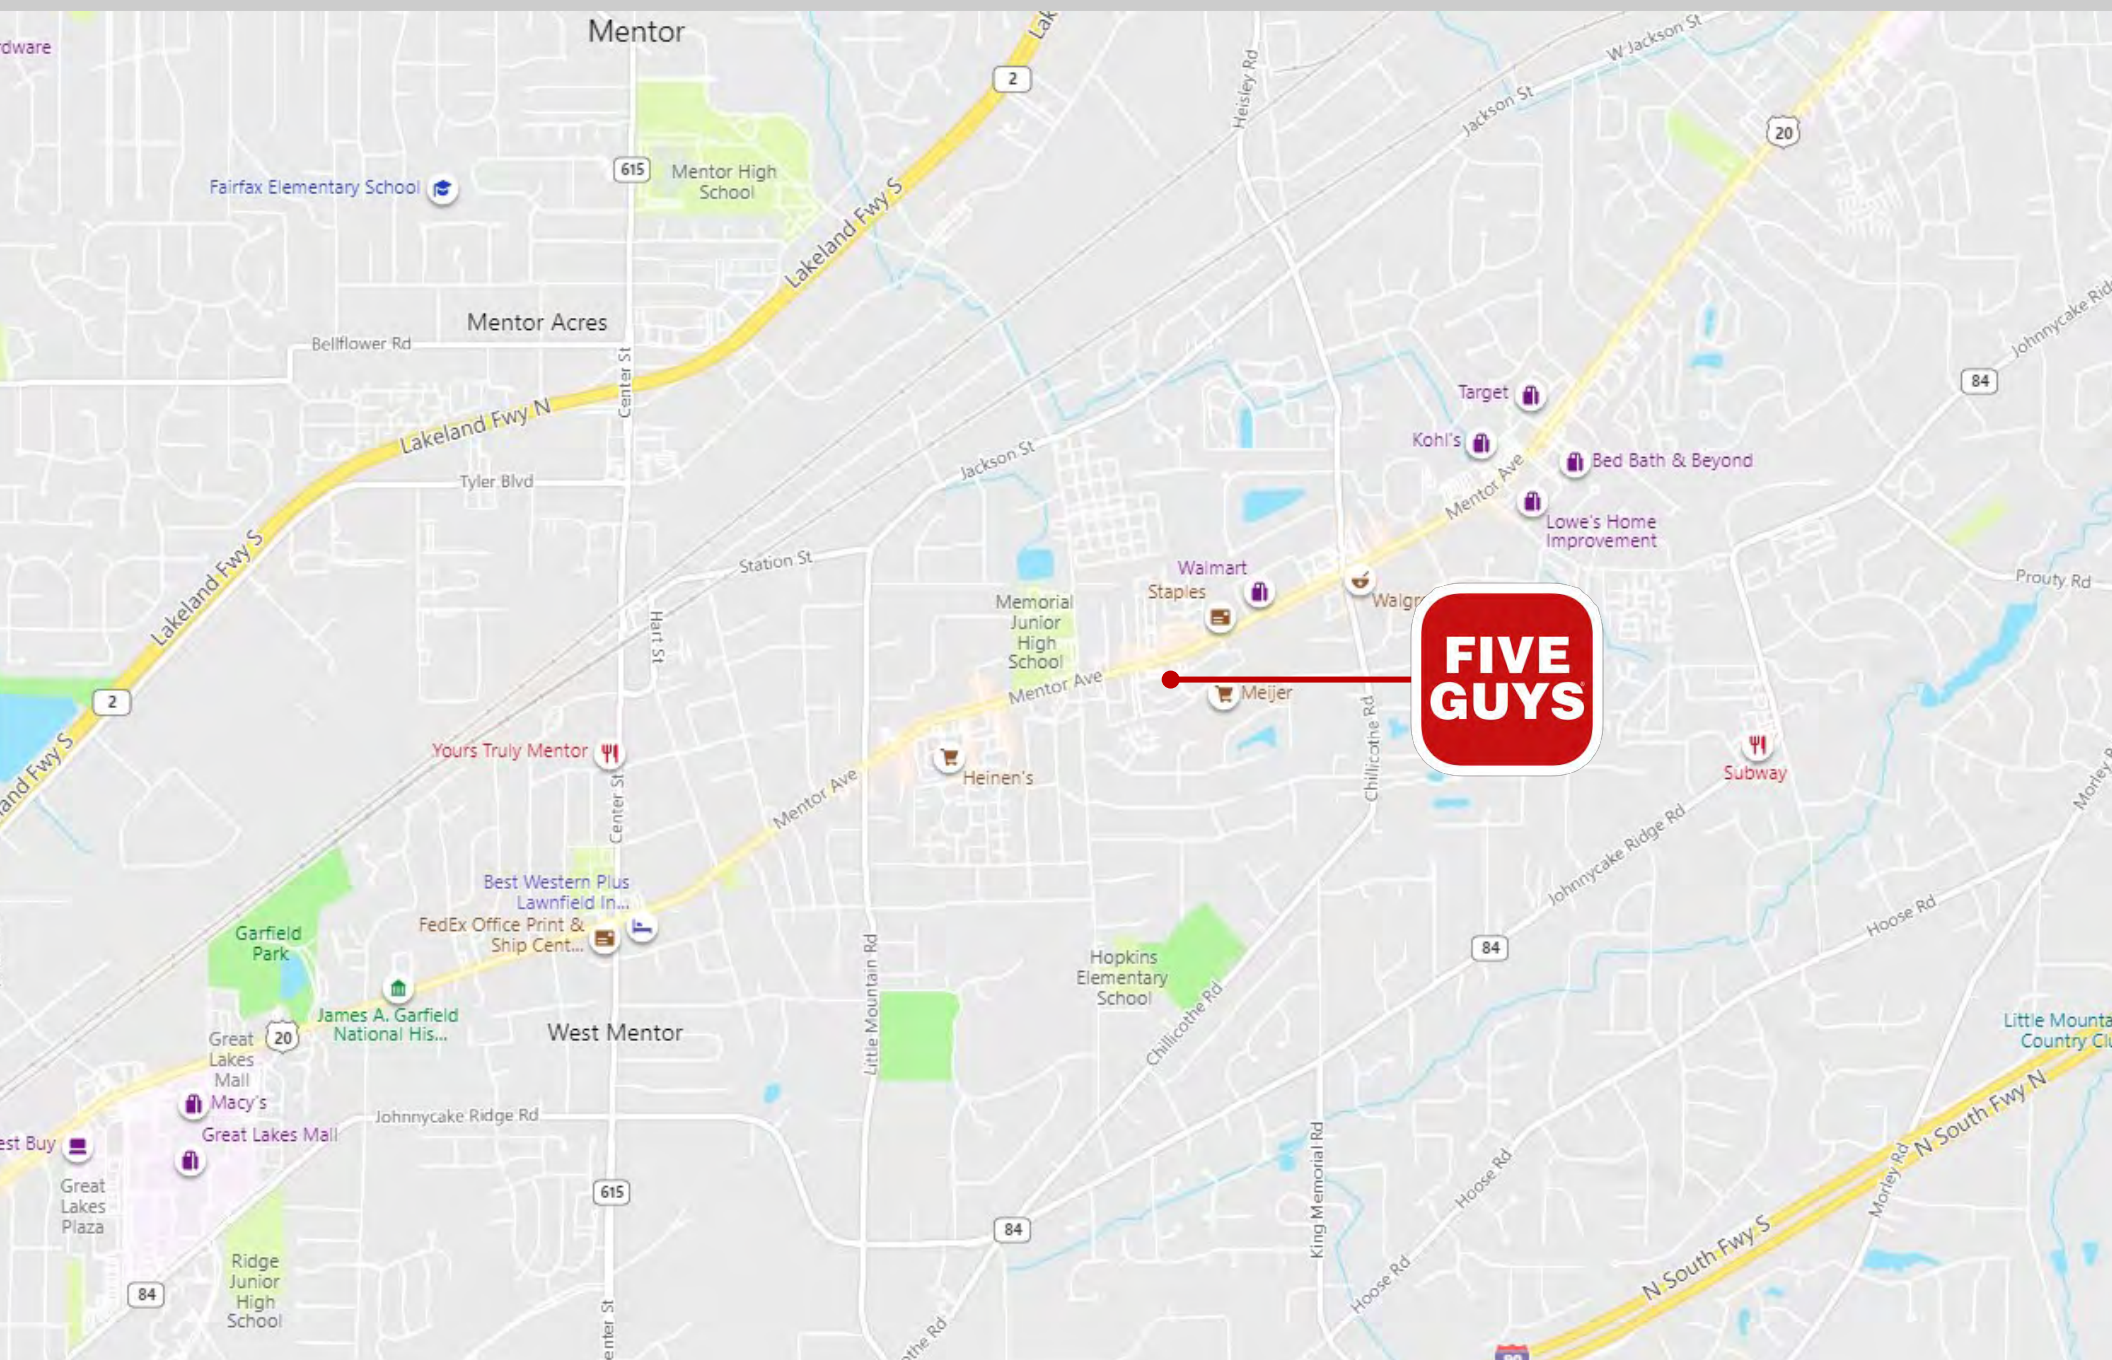 Mentor
Lak
2
Heisley Rd
W Jackson St
Jackson St
20
rdware
615
Mentor High
School
Fairfax Elementary School
Lakeland Fwy S
Mentor Acres
Bellflower Rd
Center St
Johnnycake Rid
84
Target
Kohl's
Mentor Ave
Bed Bath & Beyond
Lakeland Fwy N
Jackson St
Tyler Blvd
Lowe's Home
Improvement
Lakeland Fwy S
Station St
Walmart
Staples
Walgr
Prouty Rd
Memorial
Junior
High
School
Hart St
FIVE
GUYS
Mentor Ave
Meijer
2
Chillicothe Rd
Yours Truly Mentor
Heinen's
Subway
and Fwy S
Center St
Mentor Ave
Morley R
Johnnycake Ridge Rd
Best Western Plus
Lawnfield In...
FedEx Office Print &
Ship Cent...
Garfield
Park
Hoose Rd
84
Little Mountain Rd
Hopkins
Elementary
School
Chillicothe Rd
James A. Garfield
National His...
West Mentor
20
Great
Lakes
Mall
Little Mounta
Country Clu
Macy's
Johnnycake Ridge Rd
Great Lakes Mall
est Buy
N South Fwy N
King Memorial Rd
Hoose Rd
Morley Rd
Great
Lakes
Plaza
615
84
N South Fwy S
Ridge
Junior
High
School
84
Hoose Rd
enter St
othe Rd